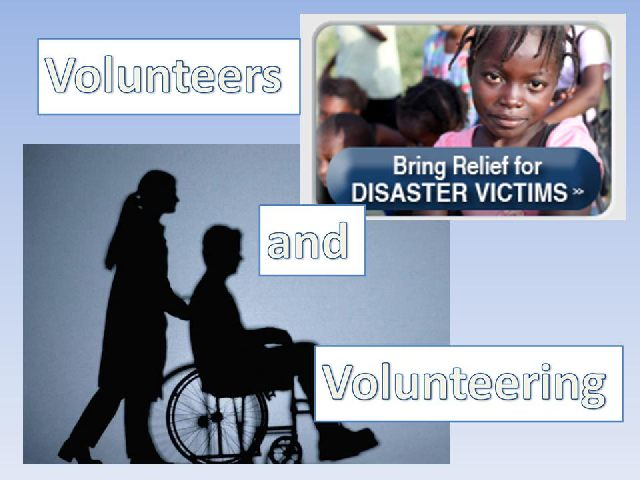 Volunteers
Bring Relief for
DISASTER VICTIMS >>
and
Volunteering